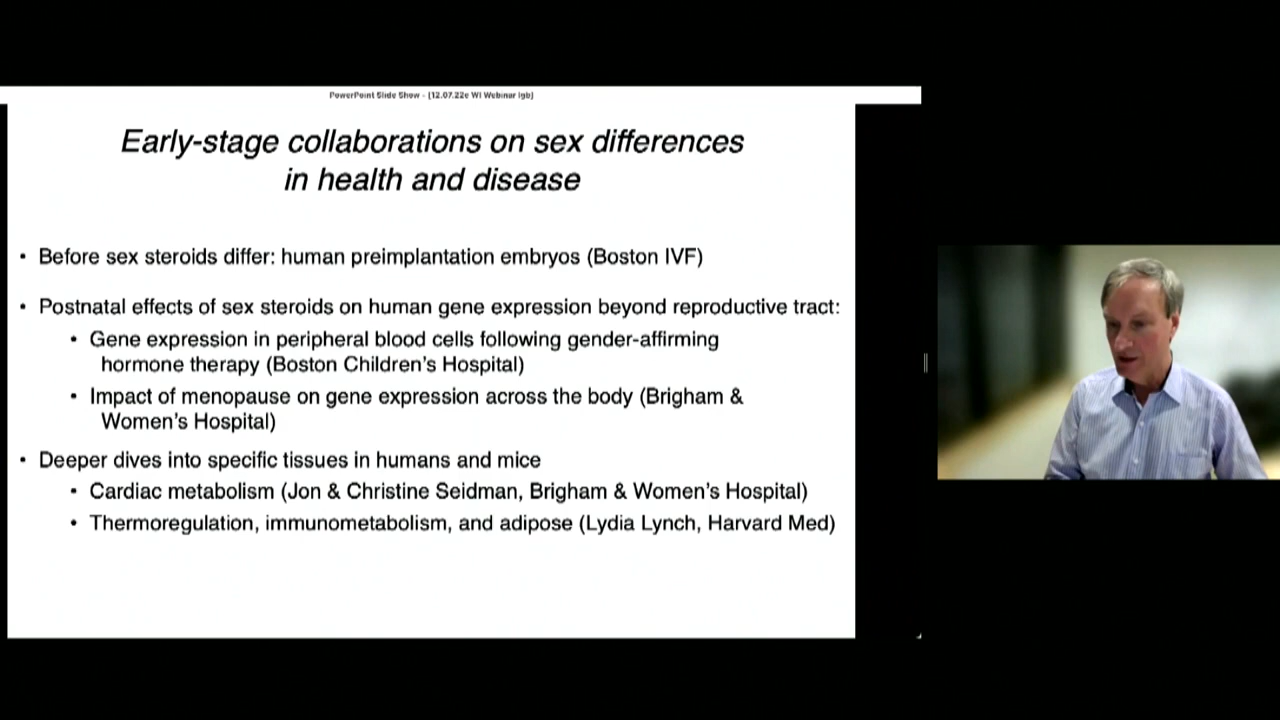 PowerPoint Slide Show - [12.07.22e WI Webinar lgb]
Early-stage collaborations on sex differences
in health and disease
• Before sex steroids differ: human preimplantation embryos (Boston IVF)
• Postnatal effects of sex steroids on human gene expression beyond reproductive tract:
• Gene expression in peripheral blood cells following gender-affirming
hormone therapy (Boston Children's Hospital)
• Impact of menopause on gene expression across the body (Brigham &
Women's Hospital)
• Deeper dives into specific tissues in humans and mice
• Cardiac metabolism (Jon & Christine Seidman, Brigham & Women's Hospital)
• Thermoregulation, immunometabolism, and adipose (Lydia Lynch, Harvard Med)